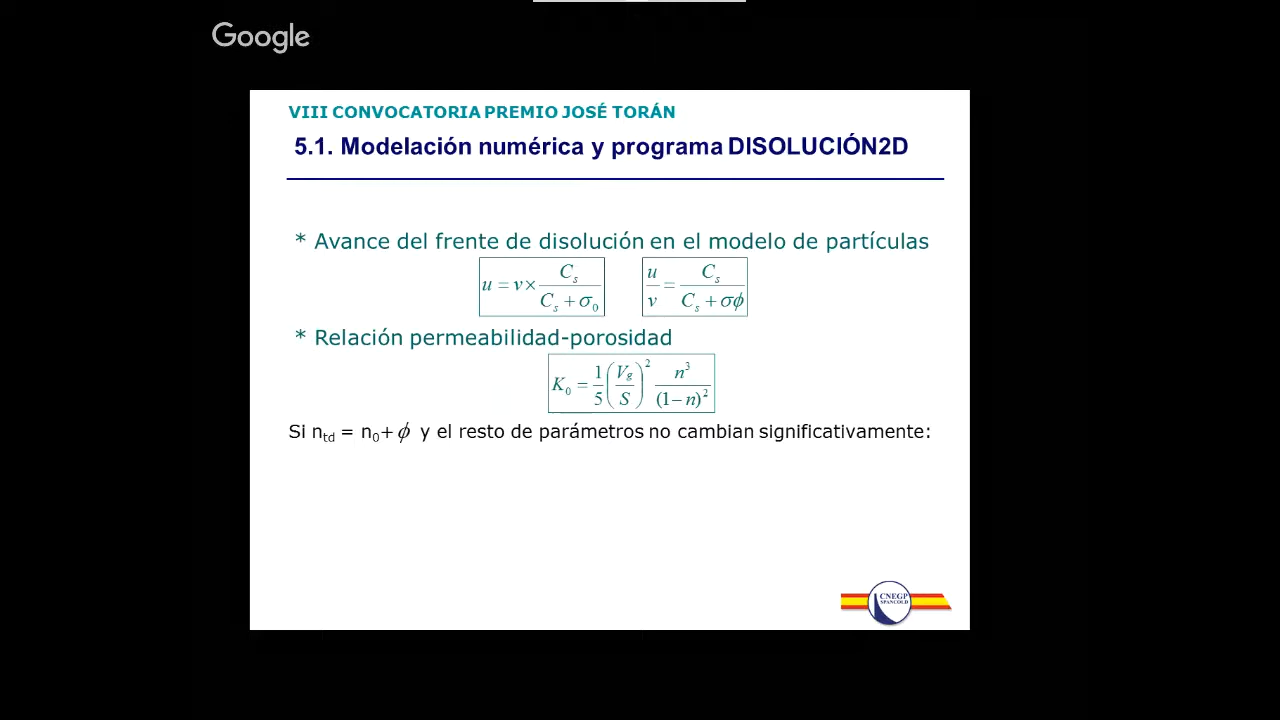 Google
VIII CONVOCATORIA PREMIO JOSÉ TORÁN
5.1. Modelación numérica y programa DISOLUCIÓN2D
* Avance del frente de disolución en el modelo de partículas
u = v × C_s / (C_s + σ_0)    u/v = C_s / (C_s + σϕ)
* Relación permeabilidad-porosidad
K_0 = 1/5 (V_g/S)^2 n^3/(1−n)^2
Si n_td = n_0+ ϕ y el resto de parámetros no cambian significativamente:
CNEGP
SPANCOLD